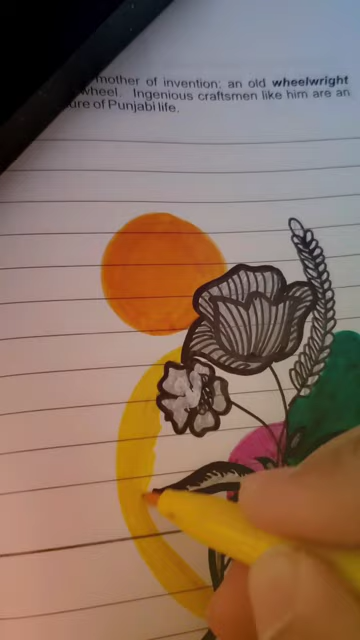 mother of invention; an old wheelwright
wheel. Ingenious craftsmen like him are an
of Punjabi life.